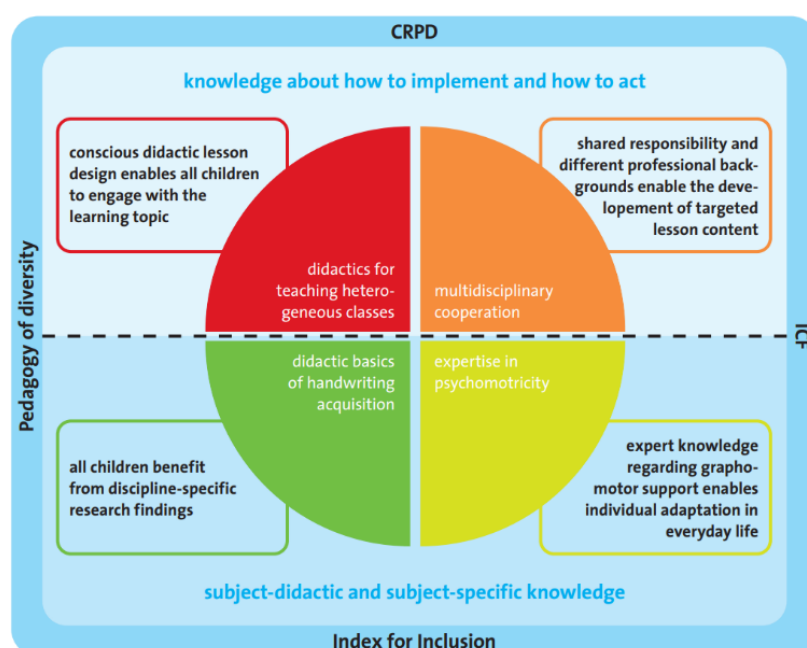 CRPD
knowledge about how to implement and how to act
conscious didactic lesson
design enables all children
to engage with the
learning topic
shared responsibility and
different professional back-
grounds enable the deve-
lopement of targeted
lesson content
didactics for
teaching hetero-
geneous classes
multidisciplinary
cooperation
Pedagogy of diversity
ICF
didactic basics
of handwriting
acquisition
expertise in
psychomotricity
all children benefit
from discipline-specific
research findings
expert knowledge
regarding grapho-
motor support enables
individual adaptation in
everyday life
subject-didactic and subject-specific knowledge
Index for Inclusion